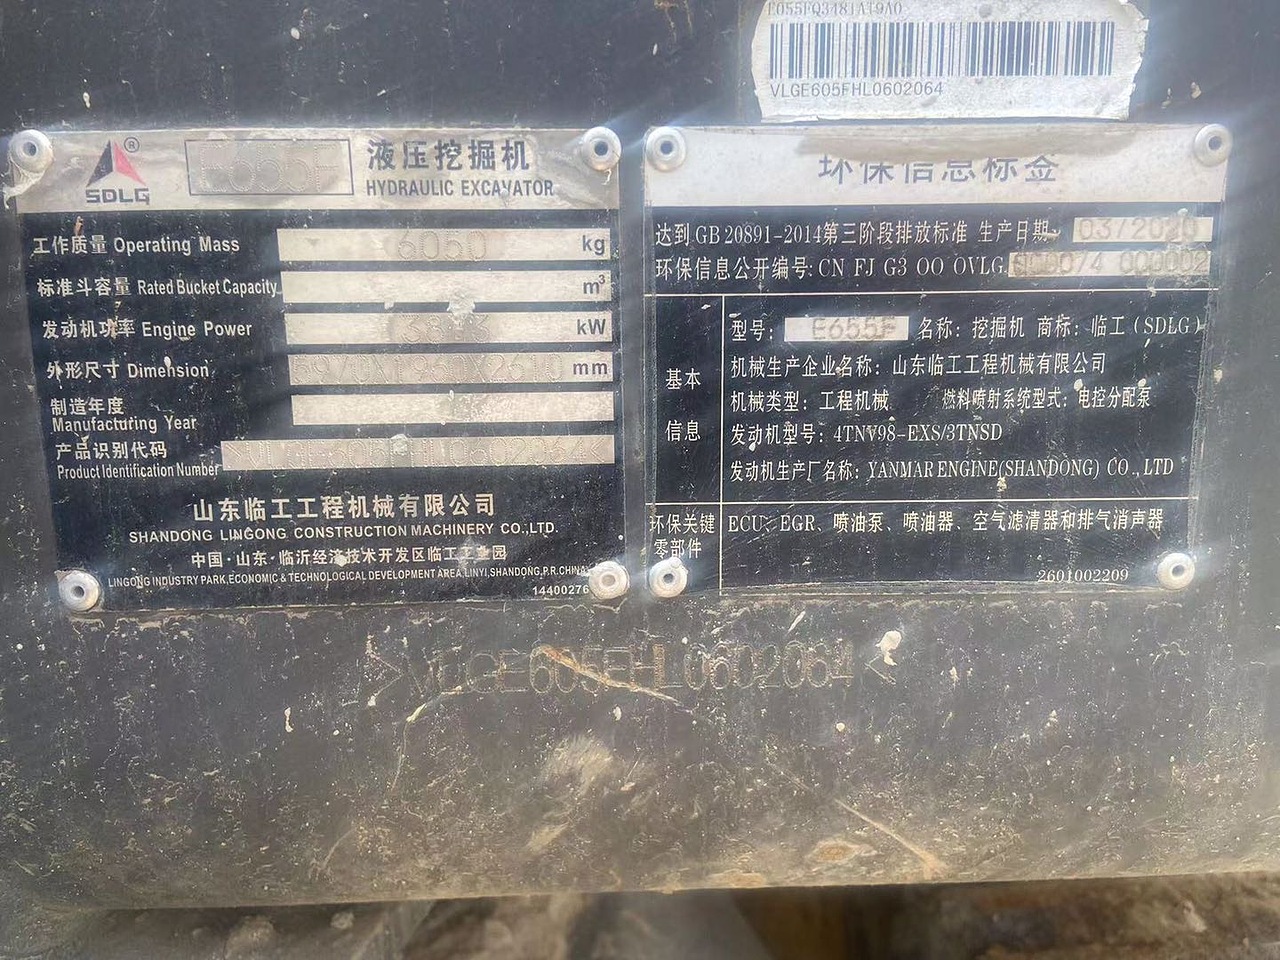 VLGE605FHL0602064
SDLG®
E655F
液压挖掘机
HYDRAULIC EXCAVATOR
工作质量 Operating Mass 6050 kg
标准斗容量 Rated Bucket Capacity m³
发动机功率 Engine Power kW
外形尺寸 Dimension mm
制造年度
Manufacturing Year
产品识别代码
Product Identification Number
山东临工工程机械有限公司
SHANDONG LINGONG CONSTRUCTION MACHINERY CO.,LTD.
中国·山东·临沂经济技术开发区临工工业园
LINGONG INDUSTRY PARK,ECONOMIC & TECHNOLOGICAL DEVELOPMENT AREA,LINYI,SHANDONG,P.R.CHINA
14400276
环保信息标签
达到GB 20891-2014第三阶段排放标准 生产日期: 03/2020
环保信息公开编号: CN FJ G3 OO OVLG
基本
信息
型号: E655F 名称: 挖掘机 商标: 临工(SDLG)
机械生产企业名称: 山东临工工程机械有限公司
机械类型: 工程机械 燃料喷射系统型式: 电控分配泵
发动机型号: 4TNV98-EXS/3TNSD
发动机生产厂名称: YANMAR ENGINE(SHANDONG) CO.,LTD
环保关键
零部件
ECU、EGR、喷油泵、喷油器、空气滤清器和排气消声器
2601002209
>VLGE605FHL0602064<